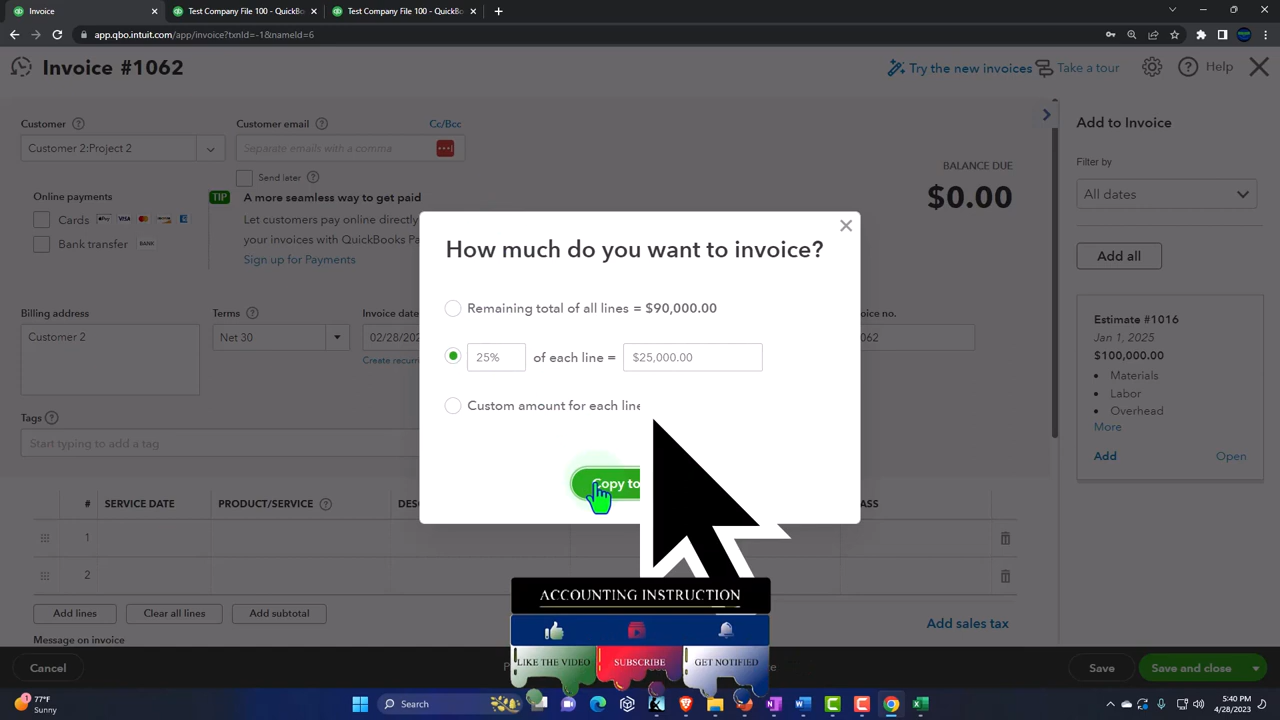 Invoice
Test Company File 100 - QuickBo
Test Company File 100 - QuickBo
app.qbo.intuit.com/app/invoice?txnId=-1&nameId=6
Invoice #1062
Try the new invoices
Take a tour
Help
Customer
Customer email
Cc/Bcc
Customer 2:Project 2
Separate emails with a comma
Send later
Online payments
Cards
Pay
VISA
Bank transfer
BANK
TIP
A more seamless way to get paid
Let customers pay online directly
your invoices with QuickBooks Pa
Sign up for Payments
BALANCE DUE
$0.00
Add to Invoice
Filter by
All dates
Add all
Estimate #1016
Jan 1, 2025
$100,000.00
Materials
Labor
Overhead
More
Add
Open
How much do you want to invoice?
Remaining total of all lines = $90,000.00
25%
of each line =
$25,000.00
Custom amount for each line
Copy to
Billing address
Customer 2
Terms
Net 30
Invoice date
02/28/202
Create recurr
voice no.
062
Tags
Start typing to add a tag
#
SERVICE DATE
PRODUCT/SERVICE
DES
ASS
1
2
Add lines
Clear all lines
Add subtotal
Add sales tax
Message on invoice
Cancel
Save
Save and close
ACCOUNTING INSTRUCTION
LIKE THE VIDEO
SUBSCRIBE
GET NOTIFIED
77°F
Sunny
Search
5:40 PM
4/28/2023